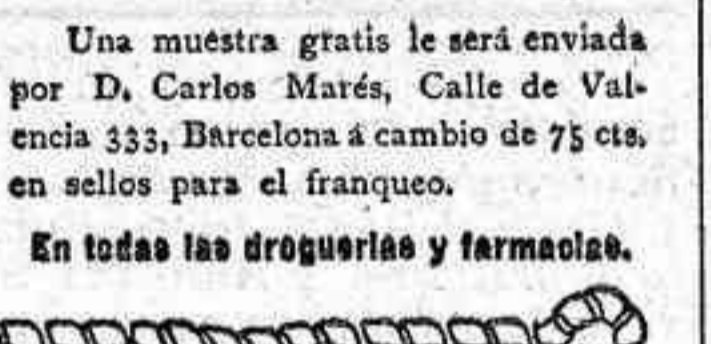 Una muestra gratis le será enviada
por D. Carlos Marés, Calle de Val-
encia 333, Barcelona á cambio de 75 cts.
en sellos para el franqueo.
En todas las droguerías y farmacias.